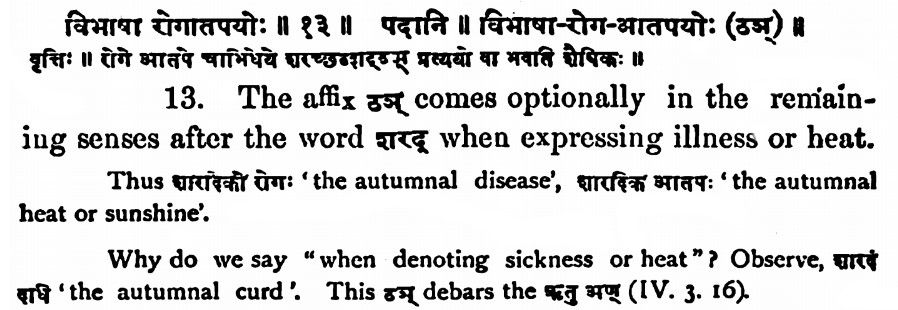 विभाषा रोगातपयोः ॥ १३ ॥ पदानि ॥ विभाषा-रोग-आतपयोः (ठञ्) ॥
वृत्तिः ॥ रोगे आतपे चाभिधेये शरच्छब्दाट्ठञ् प्रत्ययो वा भवति शैषिकः ॥
13. The affix ठञ् comes optionally in the remain-
ing senses after the word शरद् when expressing illness or heat.
Thus शारदिको रोगः 'the autumnal disease', शारदिक आतपः 'the autumnal
heat or sunshine'.
Why do we say "when denoting sickness or heat"? Observe, शारदं
दधि 'the autumnal curd'. This ठञ् debars the ऋतु अण् (IV. 3. 16).